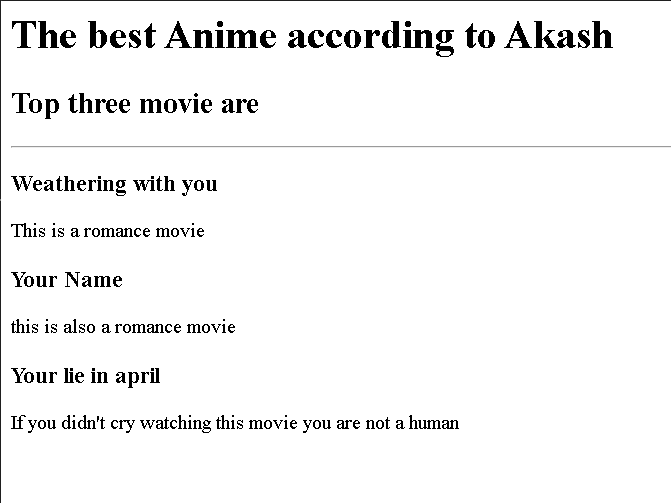 The best Anime according to Akash
Top three movie are
Weathering with you
This is a romance movie
Your Name
this is also a romance movie
Your lie in april
If you didn't cry watching this movie you are not a human